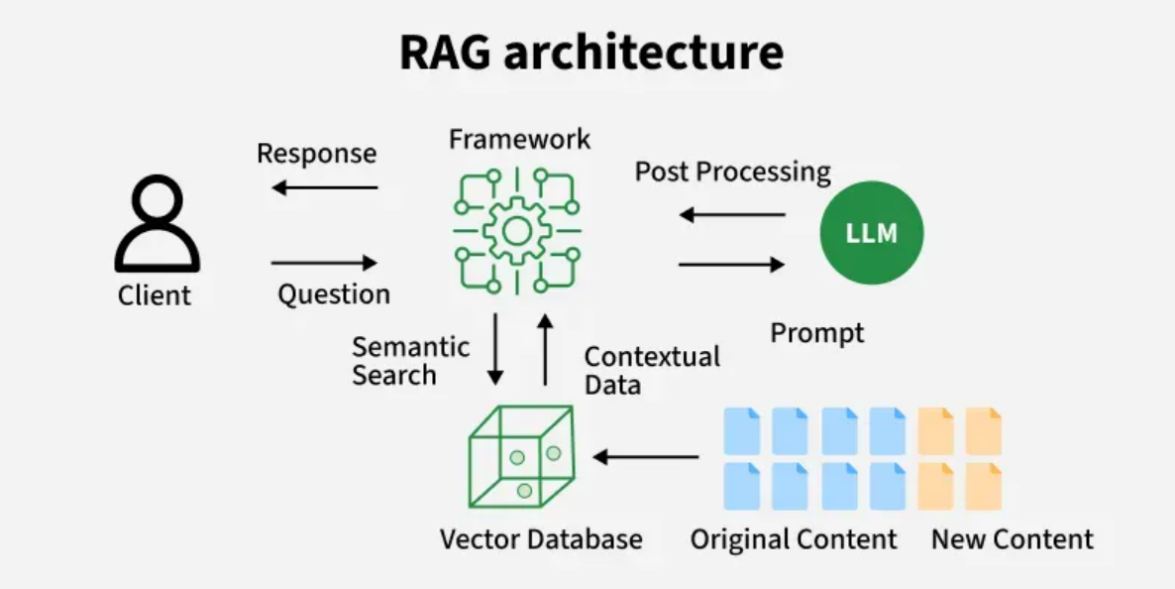 RAG architecture
Framework
Response
Post Processing
LLM
Client
Question
Prompt
Semantic
Search
Contextual
Data
Vector Database
Original Content
New Content